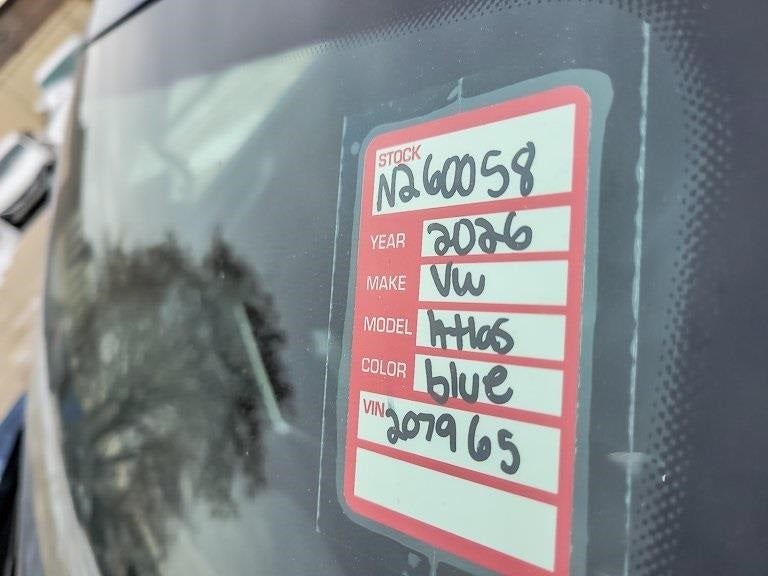 STOCK
N260058
YEAR 2026
MAKE VW
MODEL Atlas
COLOR blue
VIN 207965